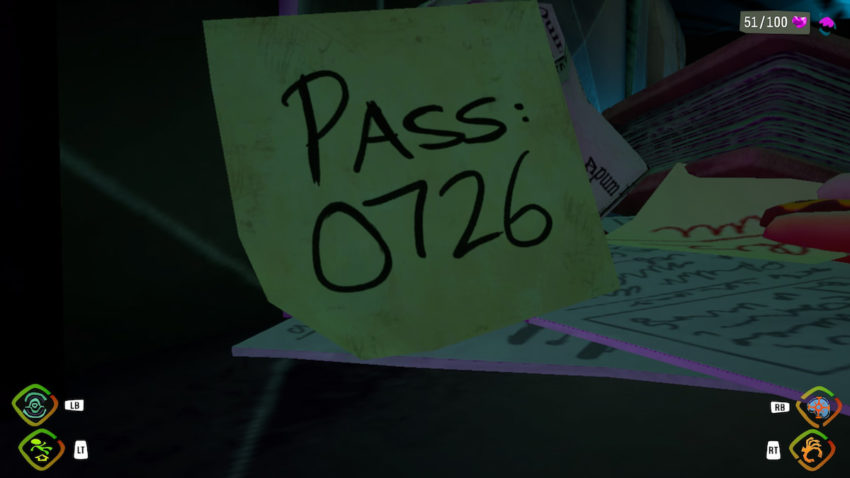 51/100
PASS:
0726
LB
LT
RB
RT